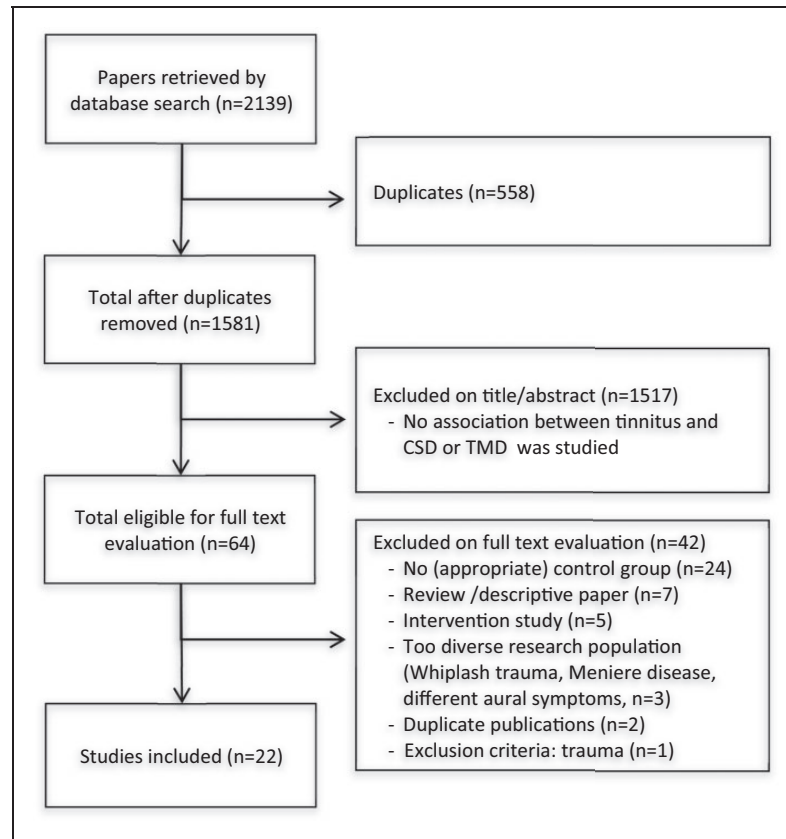 Papers retrieved by
database search (n=2139)
Duplicates (n=558)
Total after duplicates
removed (n=1581)
Excluded on title/abstract (n=1517)
- No association between tinnitus and
CSD or TMD was studied
Total eligible for full text
evaluation (n=64)
Excluded on full text evaluation (n=42)
- No (appropriate) control group (n=24)
- Review /descriptive paper (n=7)
- Intervention study (n=5)
- Too diverse research population
(Whiplash trauma, Meniere disease,
different aural symptoms, n=3)
- Duplicate publications (n=2)
- Exclusion criteria: trauma (n=1)
Studies included (n=22)